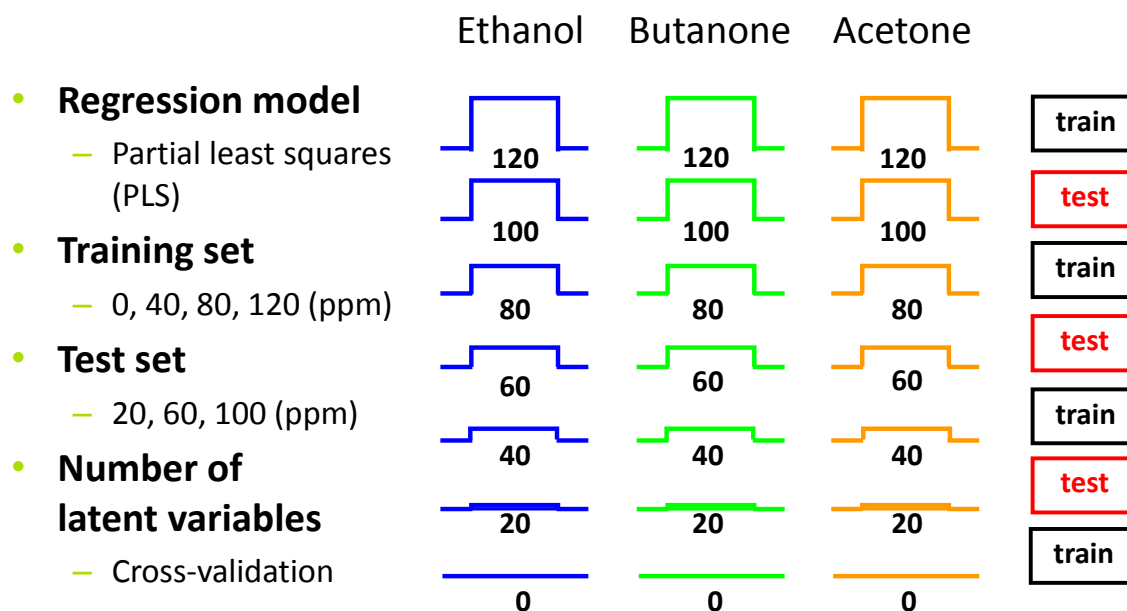 Ethanol Butanone Acetone
• Regression model
– Partial least squares
(PLS)
• Training set
– 0, 40, 80, 120 (ppm)
• Test set
– 20, 60, 100 (ppm)
• Number of
latent variables
– Cross-validation
120 120 120 train
100 100 100 test
80 80 80 train
60 60 60 test
40 40 40 train
20 20 20 test
0 0 0 train